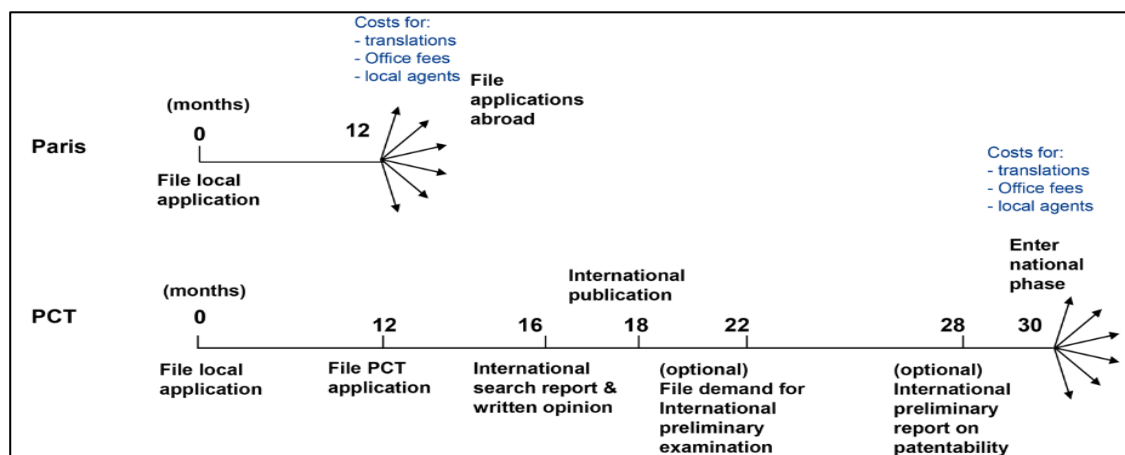 Costs for:
- translations
- Office fees
- local agents
File
applications
abroad
(months)
0
12
Paris
File local
application
Costs for:
- translations
- Office fees
- local agents
Enter
national
phase
International
publication
(months)
PCT
0
12
16
18
22
28
30
File local
application
File PCT
application
International
search report &
written opinion
(optional)
File demand for
International
preliminary
examination
(optional)
International
preliminary
report on
patentability